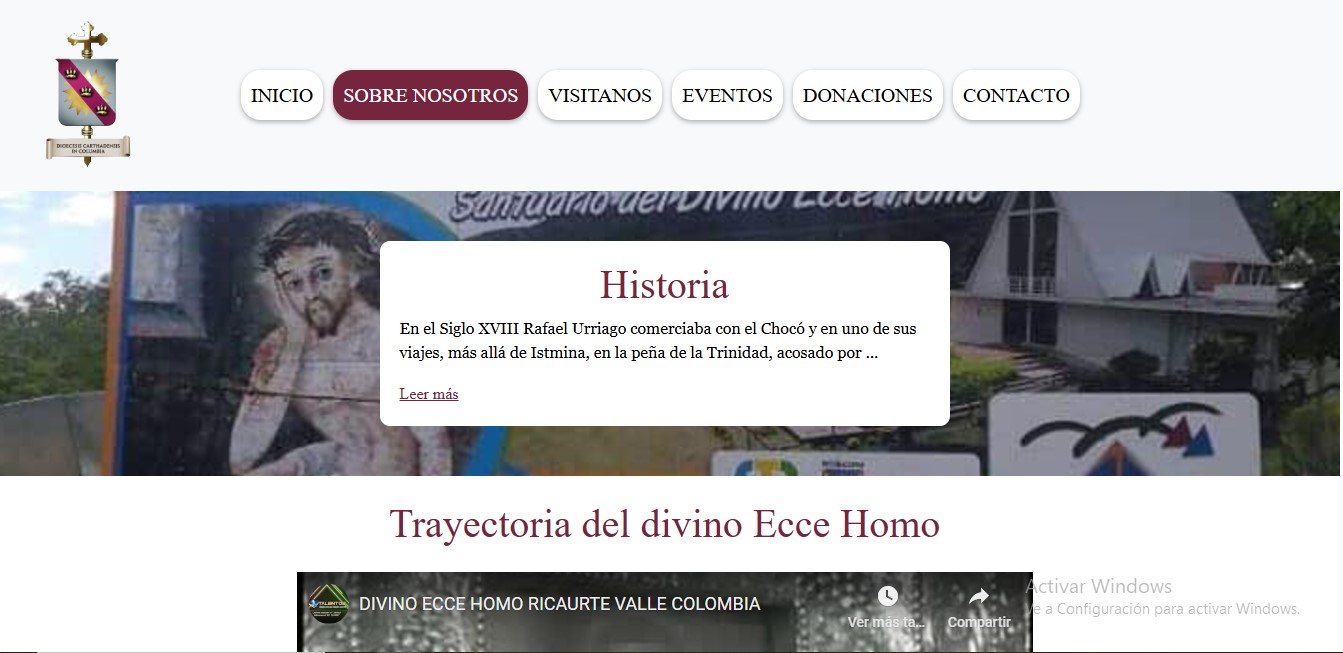 DIOECESIS CARTHAGENSIS
IN COLUMBIA
INICIO
SOBRE NOSOTROS
VISITANOS
EVENTOS
DONACIONES
CONTACTO
Santuario del Divino Ecce Homo
Historia
En el Siglo XVIII Rafael Urriago comerciaba con el Chocó y en uno de sus
viajes, más allá de Istmina, en la peña de la Trinidad, acosado por ...
Leer más
Trayectoria del divino Ecce Homo
TALENTOS
DIVINO ECCE HOMO RICAURTE VALLE COLOMBIA
Ver más ta...
Compartir
Activar Windows
Ve a Configuración para activar Windows.